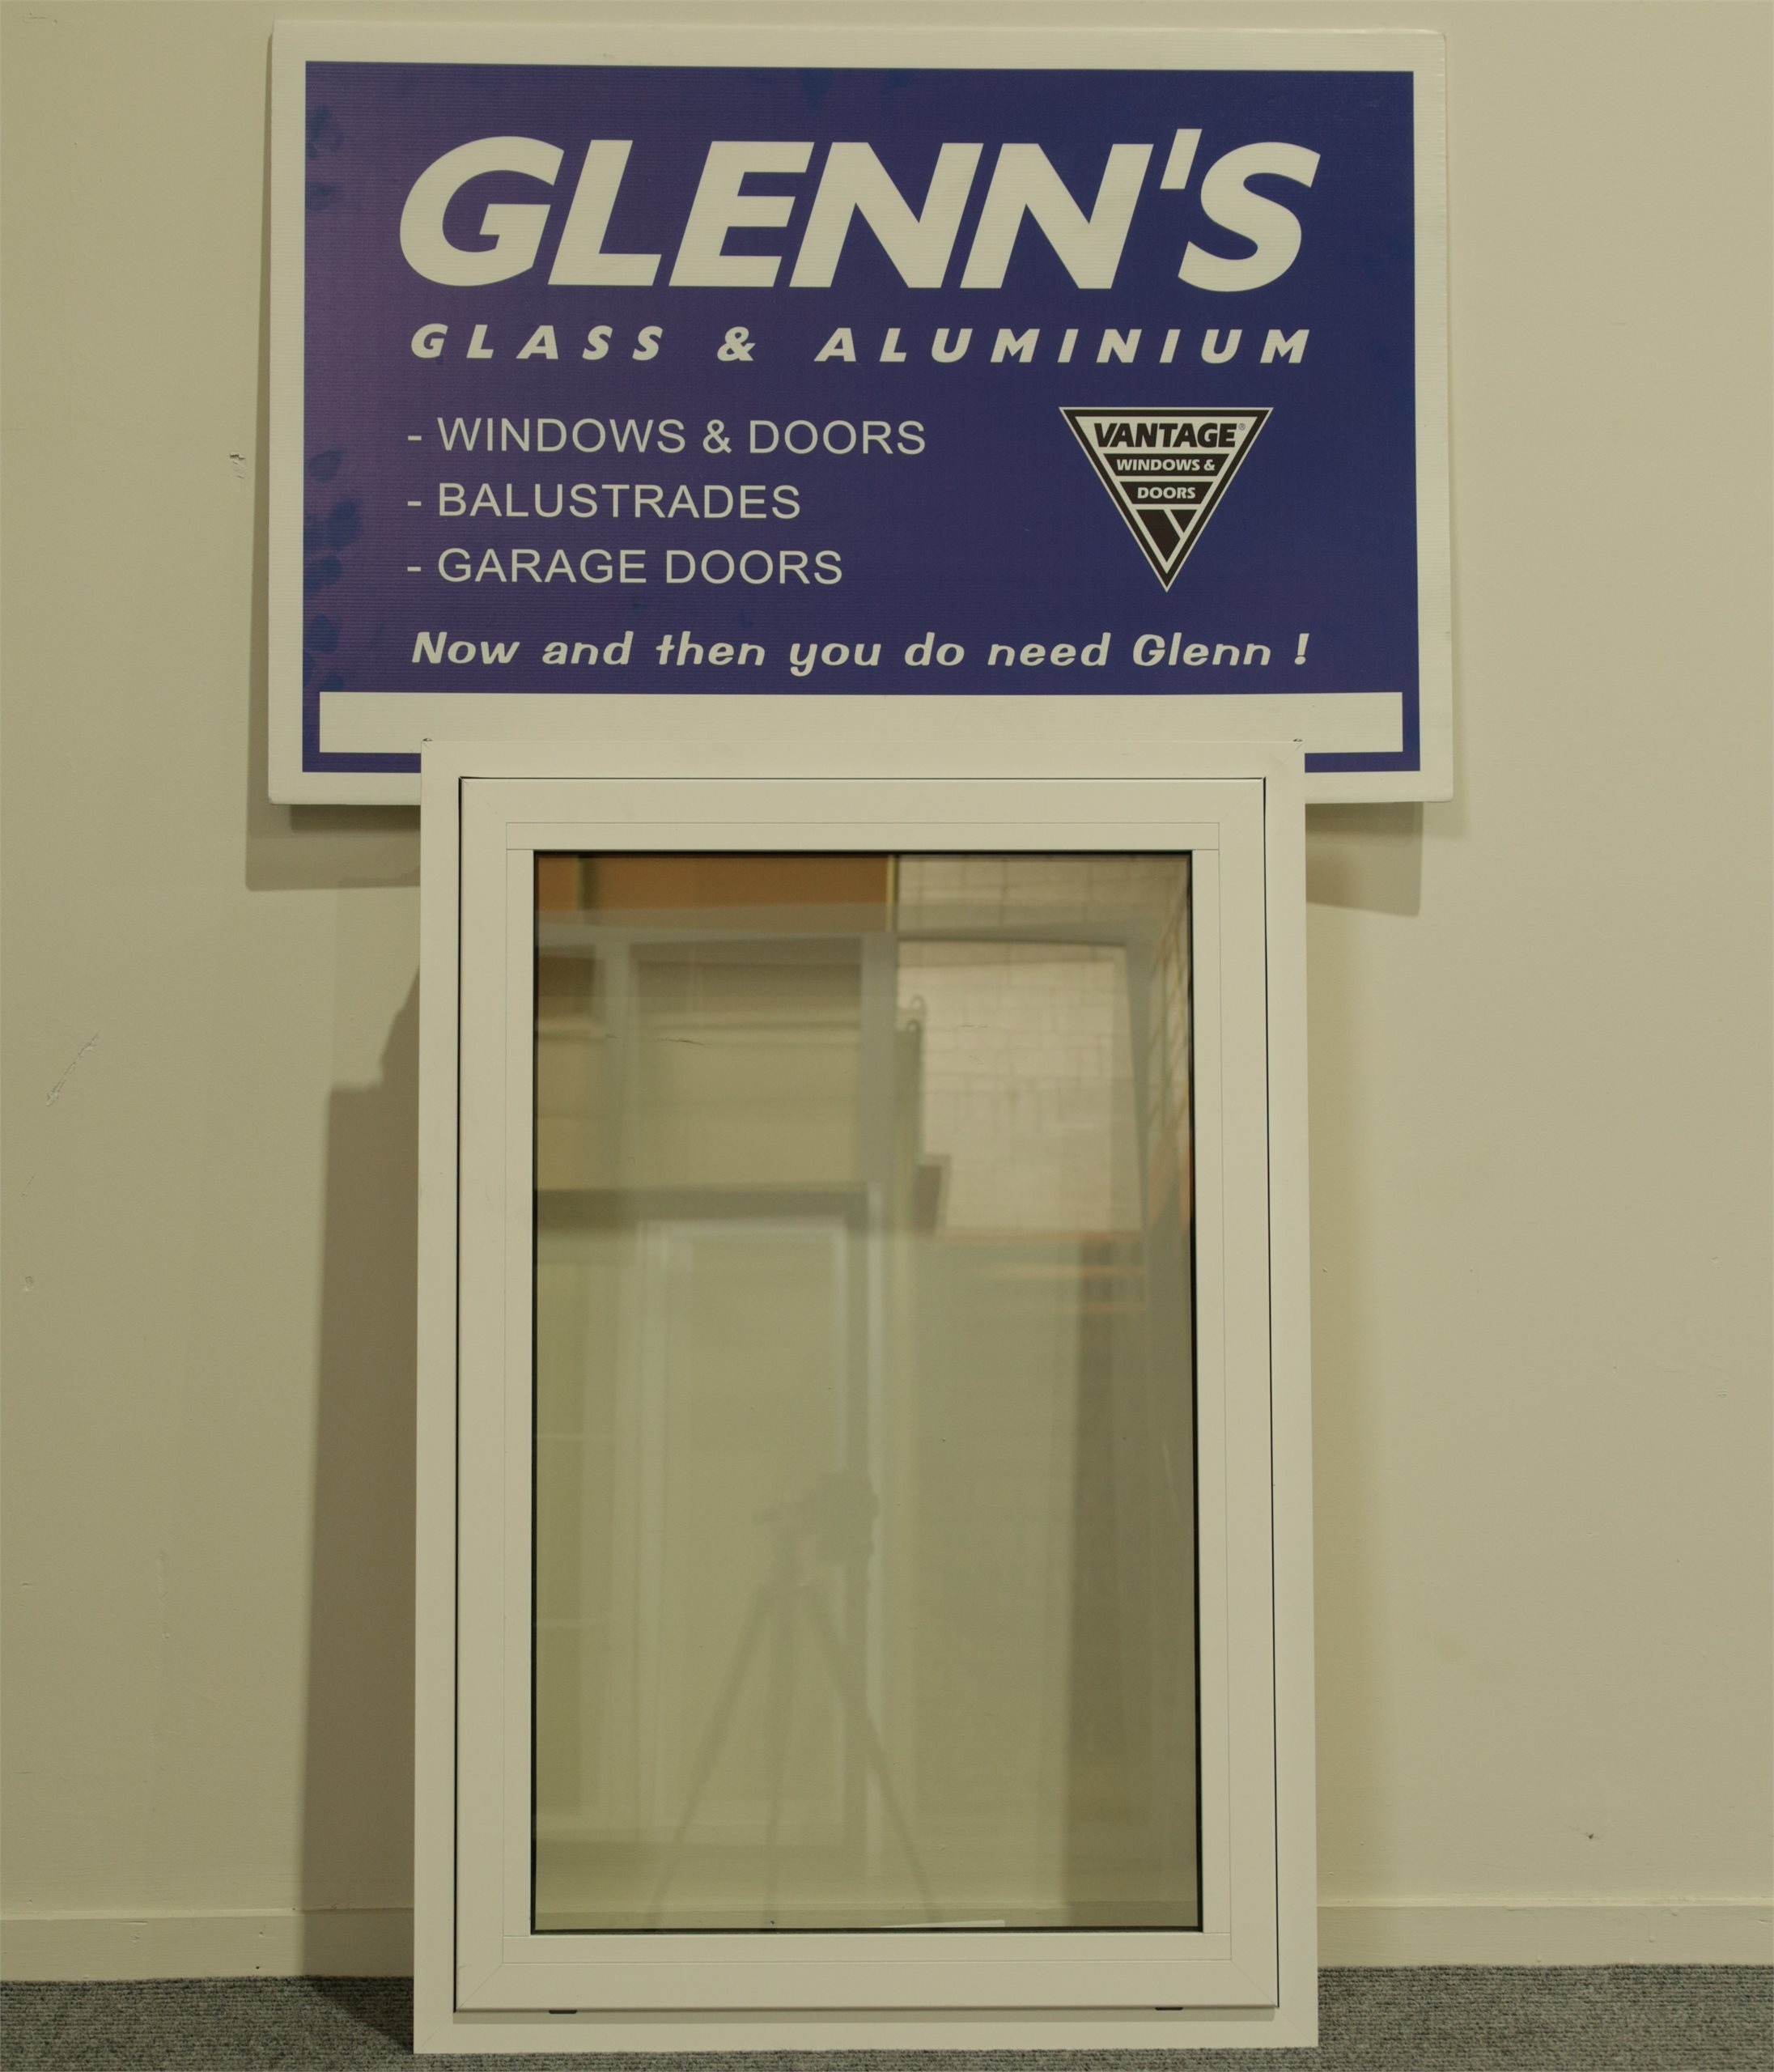 GLENN'S
GLASS & ALUMINIUM
- WINDOWS & DOORS
- BALUSTRADES
- GARAGE DOORS
VANTAGE®
WINDOWS &
DOORS
Now and then you do need Glenn !